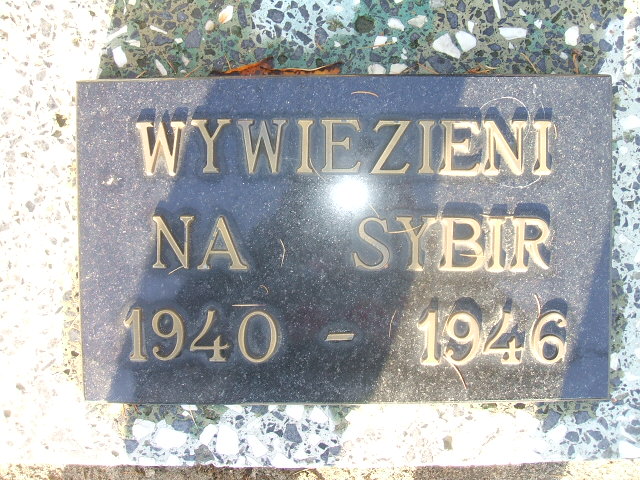 WYWIEZIENI
NA SYBIR
1940 - 1946